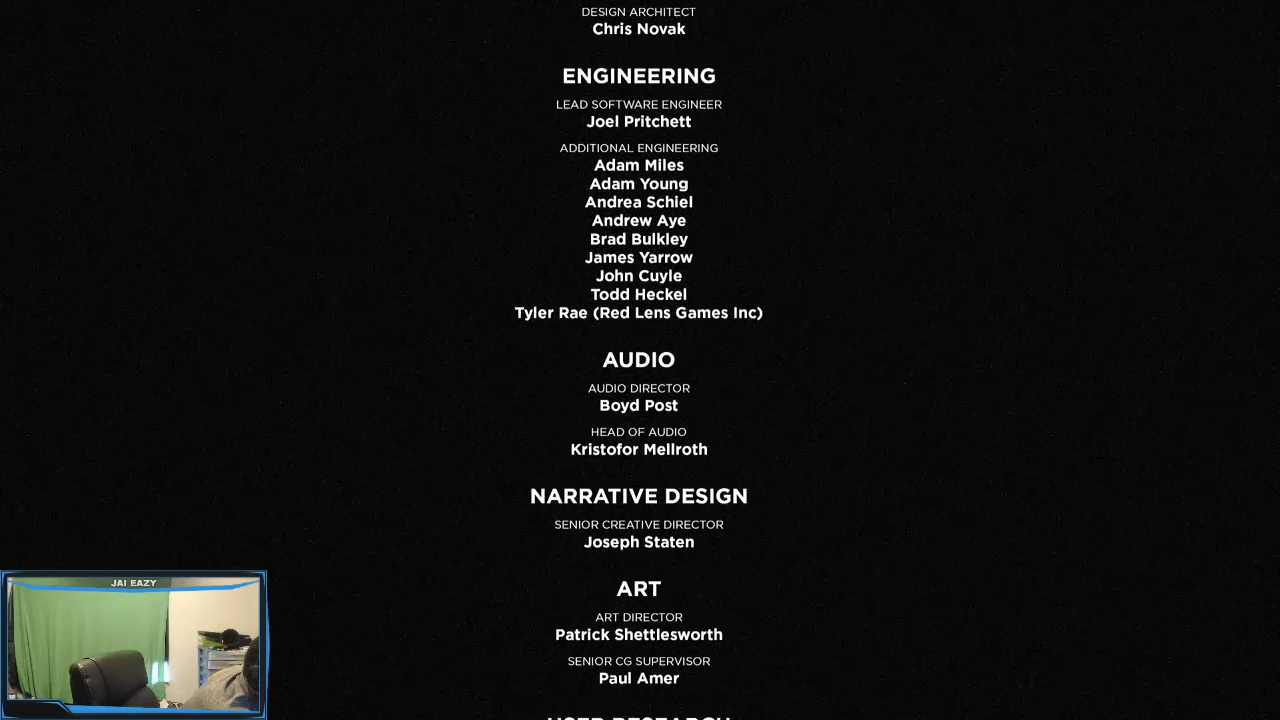 DESIGN ARCHITECT
Chris Novak
ENGINEERING
LEAD SOFTWARE ENGINEER
Joel Pritchett
ADDITIONAL ENGINEERING
Adam Miles
Adam Young
Andrea Schiel
Andrew Aye
Brad Bulkley
James Yarrow
John Cuyle
Todd Heckel
Tyler Rae (Red Lens Games Inc)
AUDIO
AUDIO DIRECTOR
Boyd Post
HEAD OF AUDIO
Kristofor Mellroth
NARRATIVE DESIGN
SENIOR CREATIVE DIRECTOR
Joseph Staten
ART
ART DIRECTOR
Patrick Shettlesworth
SENIOR CG SUPERVISOR
Paul Amer
USER RESEARCH
JAI EAZY